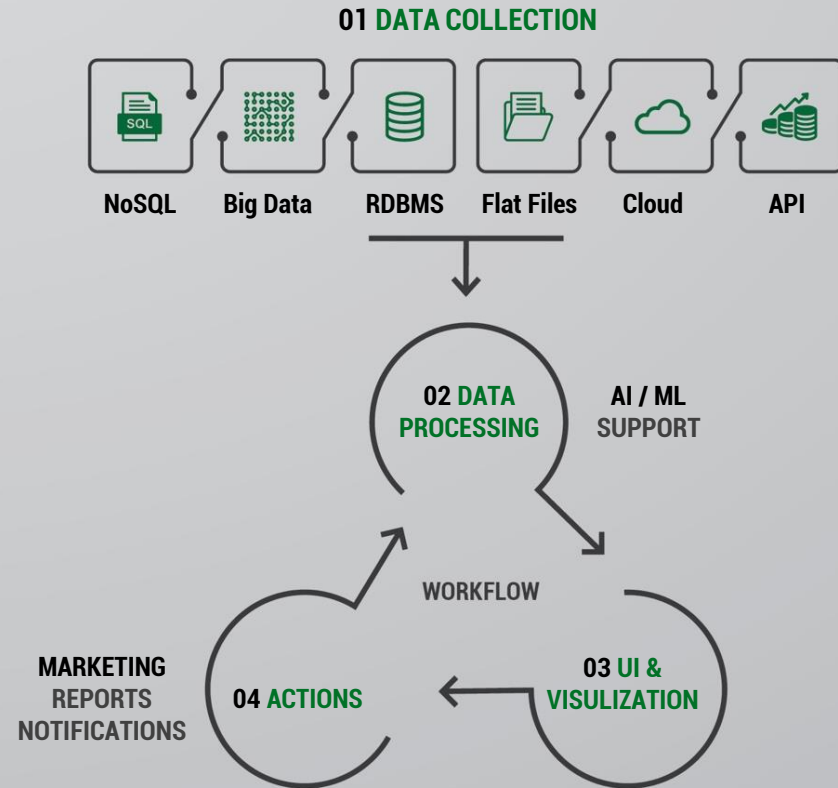 01 DATA COLLECTION
SQL
NoSQL
Big Data
RDBMS
Flat Files
Cloud
API
02 DATA
PROCESSING
AI / ML
SUPPORT
WORKFLOW
03 UI &
VISULIZATION
04 ACTIONS
MARKETING
REPORTS
NOTIFICATIONS